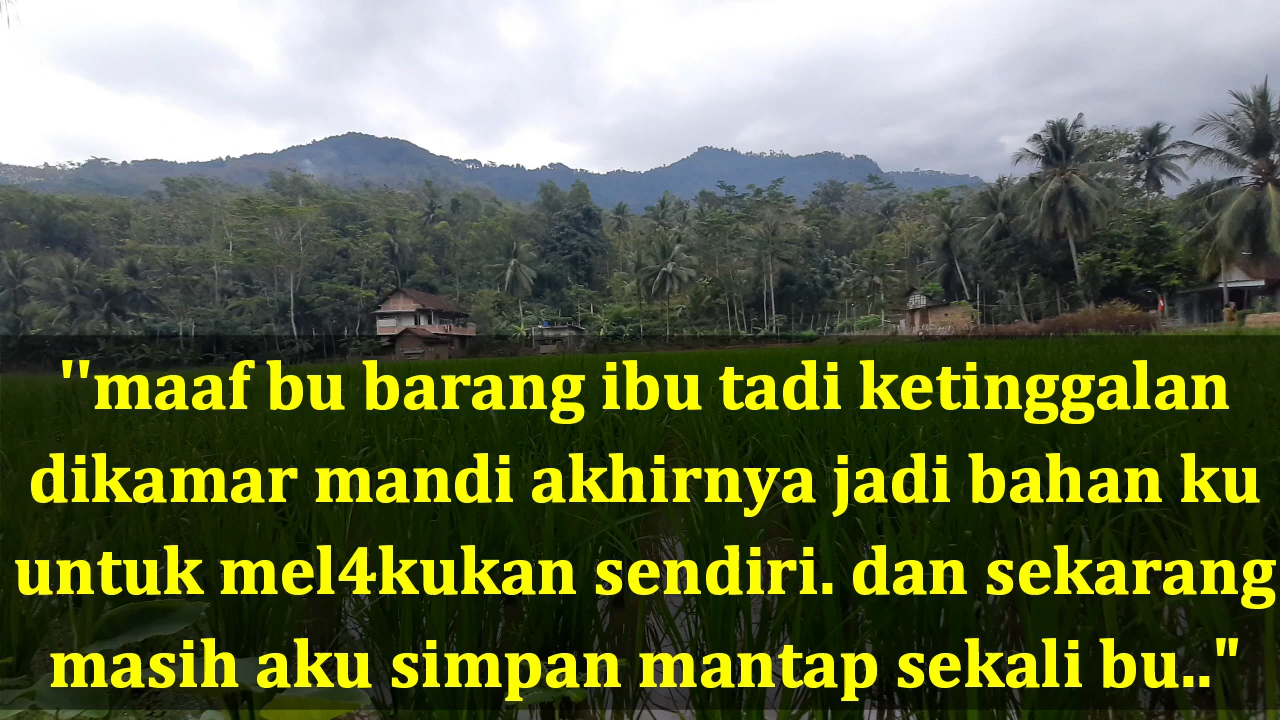 "maaf bu barang ibu tadi ketinggalan
dikamar mandi akhirnya jadi bahan ku
untuk mel4kukan sendiri. dan sekarang
masih aku simpan mantap sekali bu.."